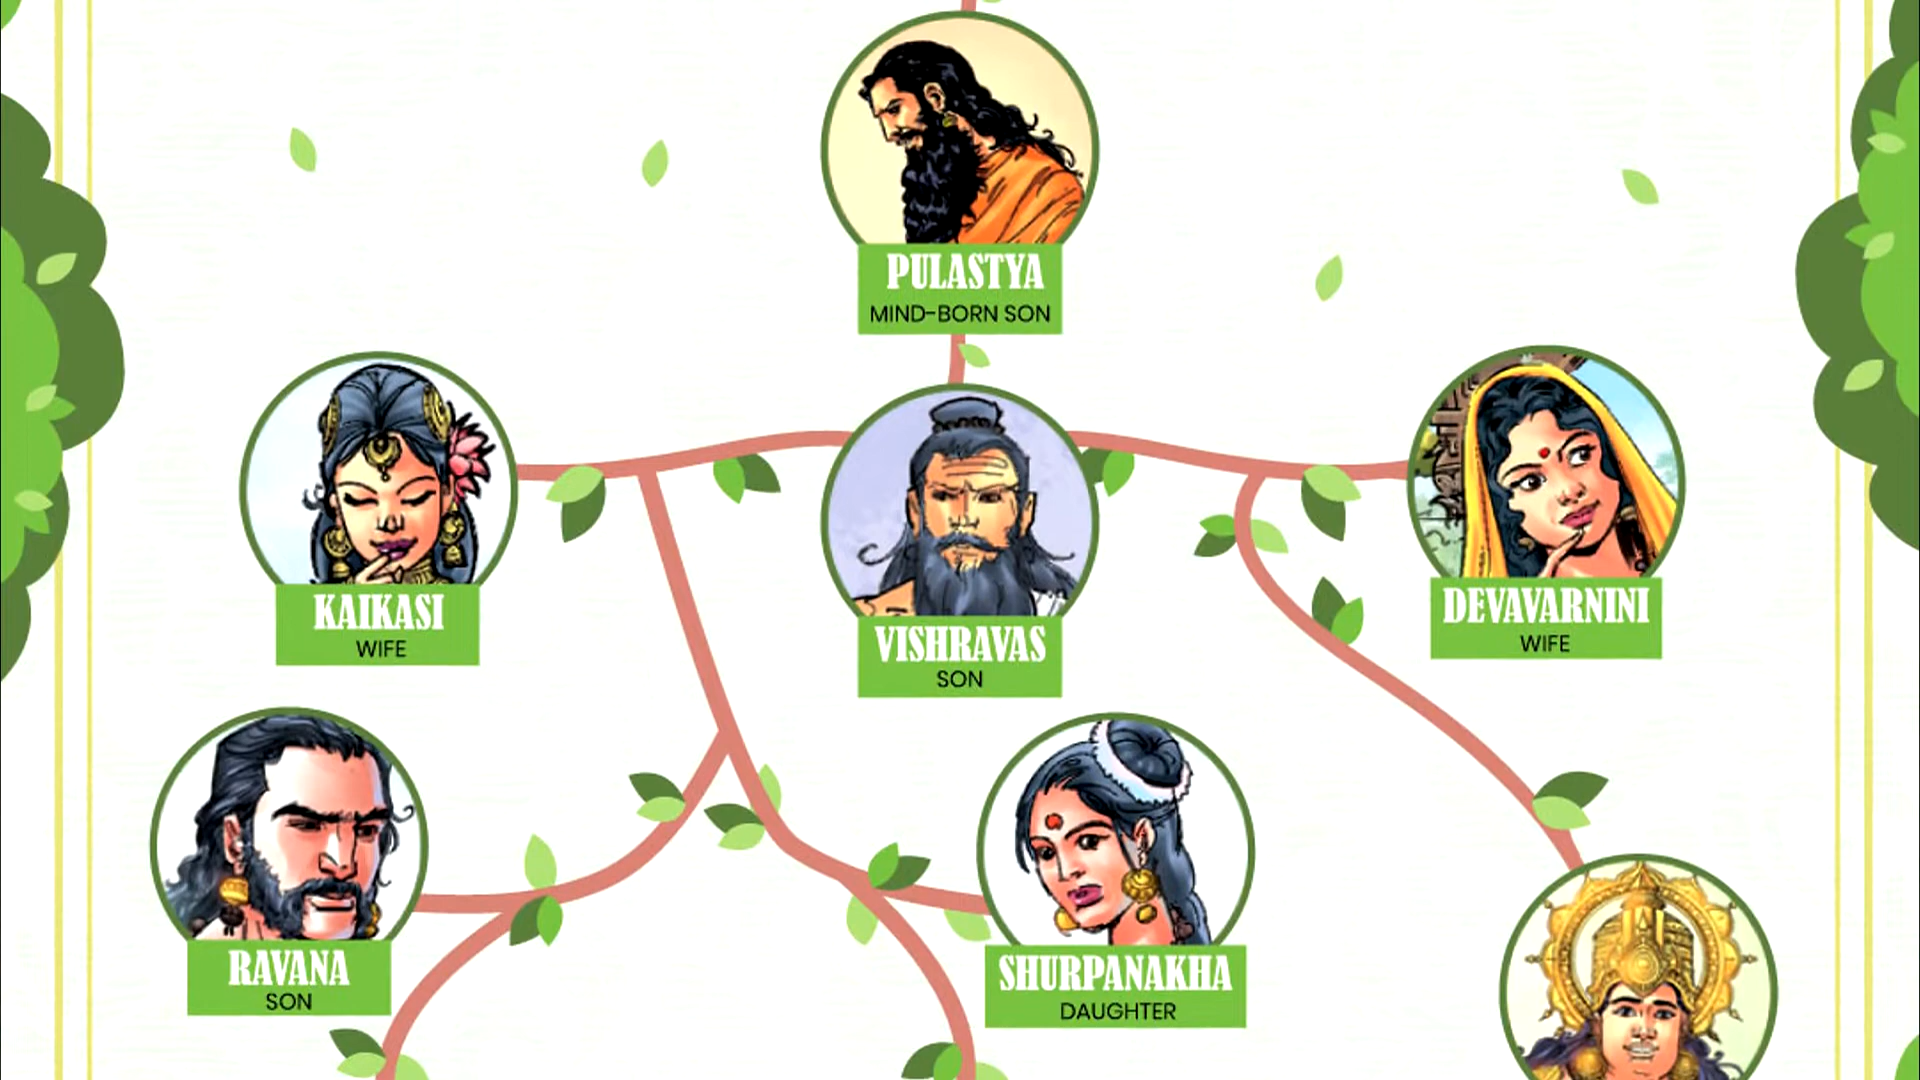 PULASTYA
MIND-BORN SON
KAIKASI
WIFE
VISHRAVAS
SON
DEVAVARNINI
WIFE
RAVANA
SON
SHURPANAKHA
DAUGHTER